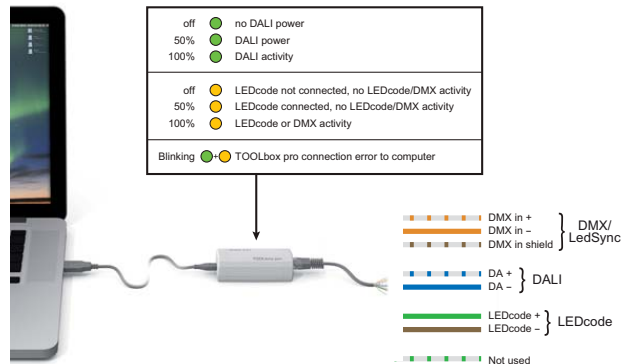 off no DALI power
50% DALI power
100% DALI activity
off LEDcode not connected, no LEDcode/DMX activity
50% LEDcode connected, no LEDcode/DMX activity
100% LEDcode or DMX activity
Blinking + TOOLbox pro connection error to computer
DMX in +
DMX in –
DMX in shield
DMX/
LedSync
DA +
DA –
DALI
LEDcode +
LEDcode –
LEDcode
Not used